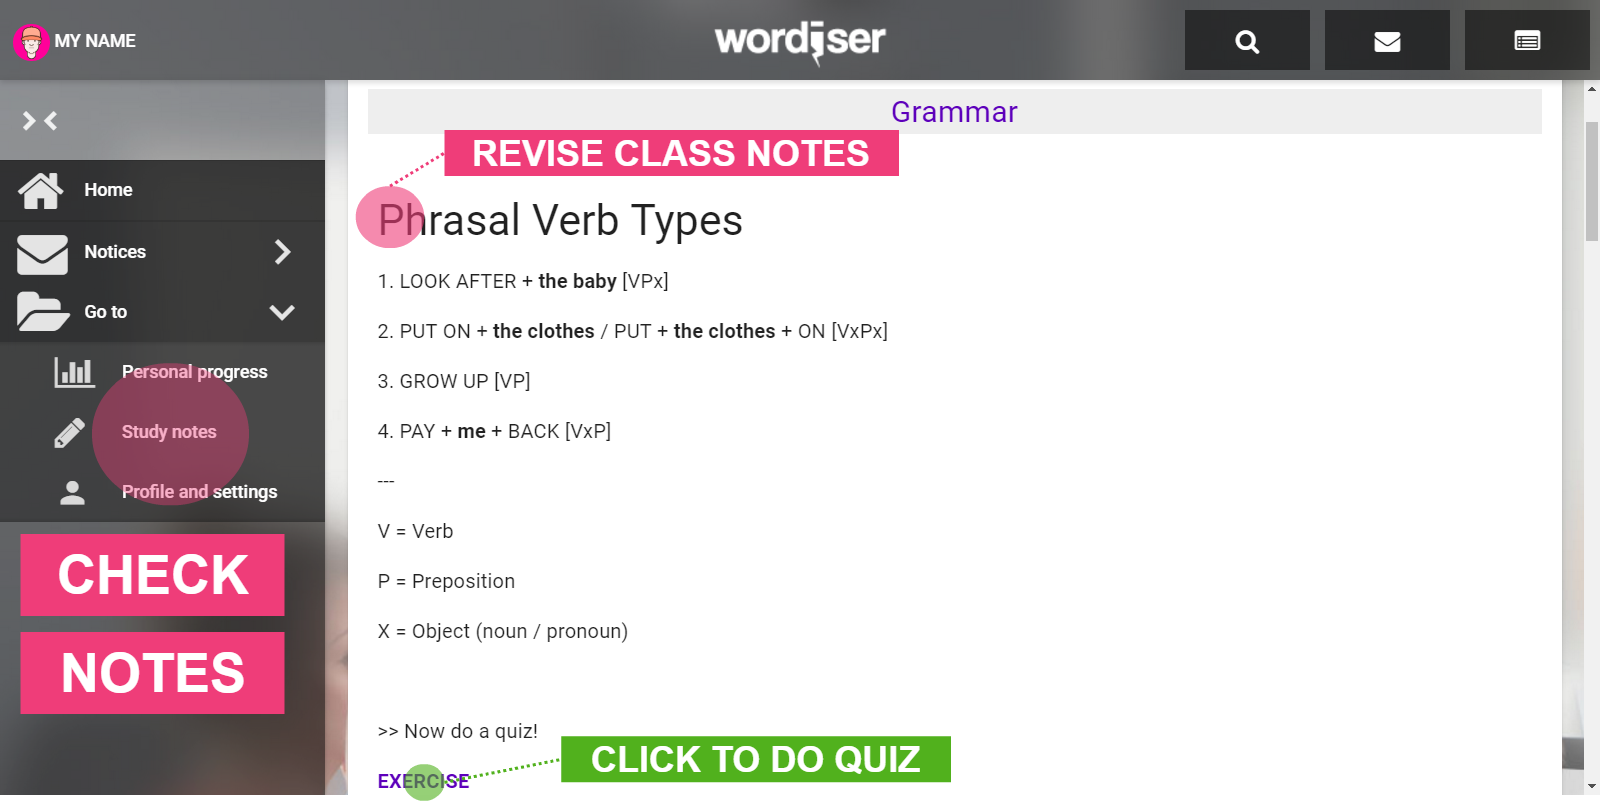 MY NAME
wordiser
Home
Notices
Go to
Personal progress
Study notes
Profile and settings
CHECK
NOTES
Grammar
REVISE CLASS NOTES
Phrasal Verb Types
1. LOOK AFTER + the baby [VPx]
2. PUT ON + the clothes / PUT + the clothes + ON [VxPx]
3. GROW UP [VP]
4. PAY + me + BACK [VxP]
---
V = Verb
P = Preposition
X = Object (noun / pronoun)
>> Now do a quiz!
CLICK TO DO QUIZ
EXERCISE